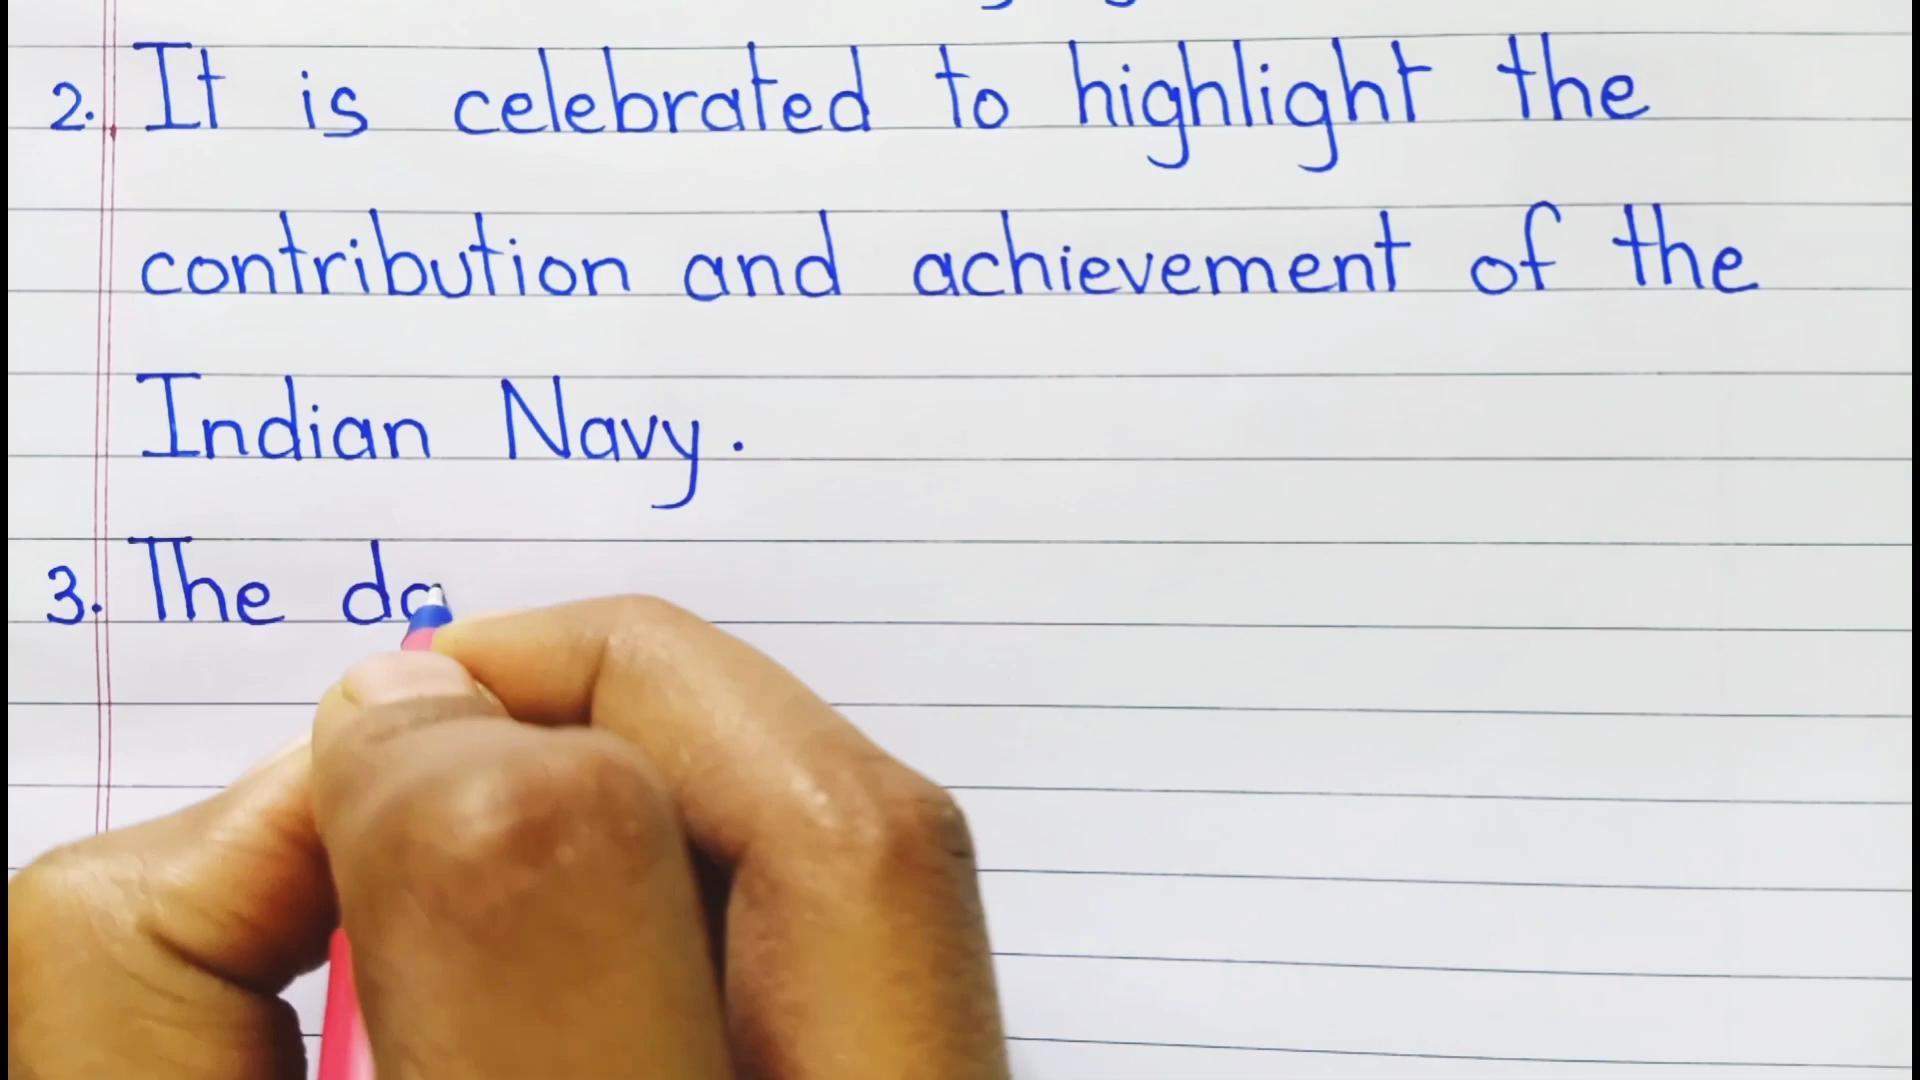 2. It is celebrated to highlight the
contribution and achievement of the
Indian Navy.
3. The